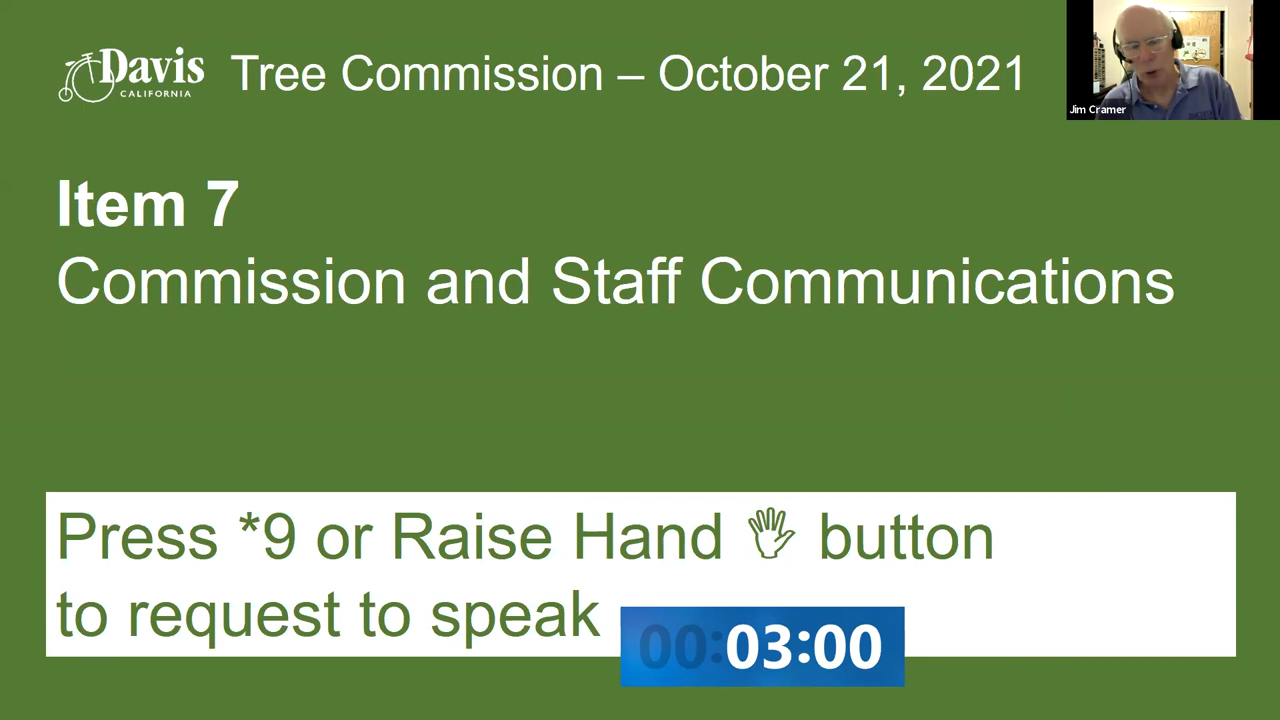 Davis
CALIFORNIA
Tree Commission – October 21, 2021
Jim Cramer
Item 7
Commission and Staff Communications
Press *9 or Raise Hand button
to request to speak
00:03:00